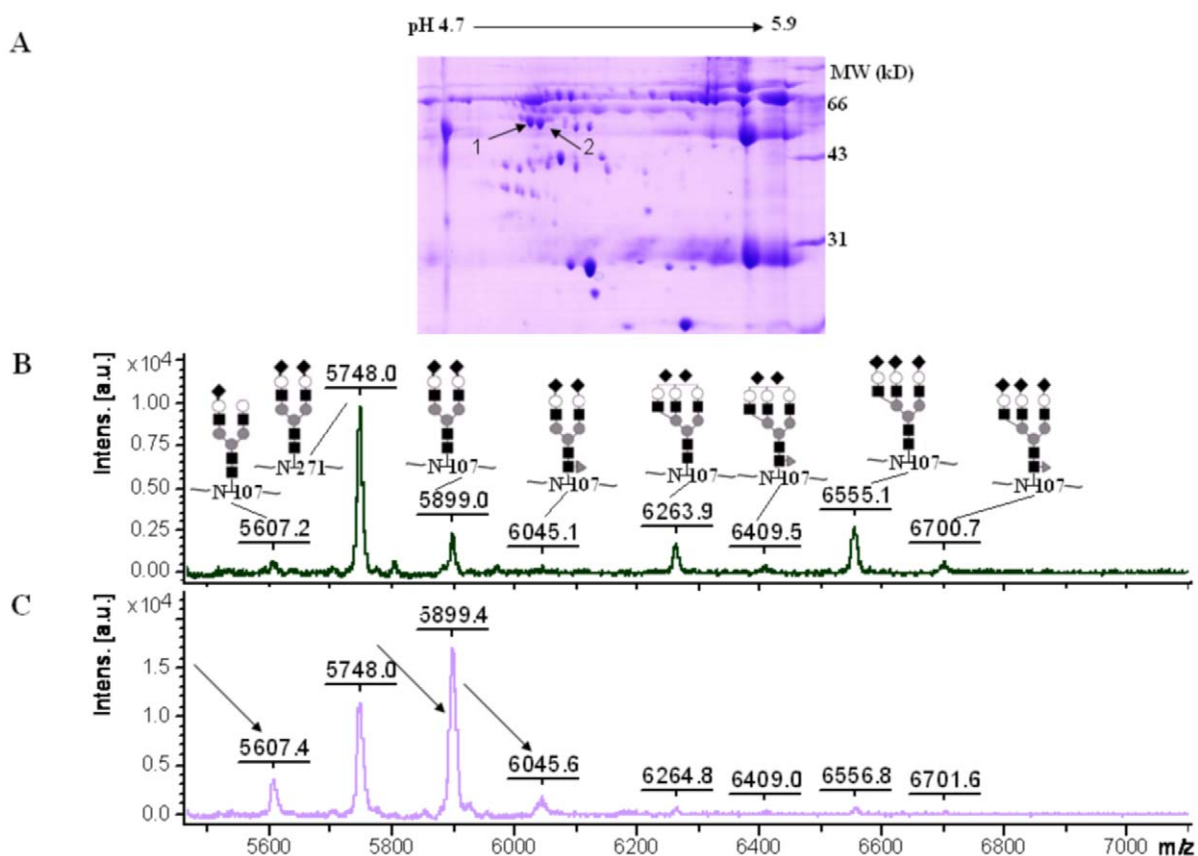 pH 4.7 5.9
A
MW (kD)
66
1 2
43
31
B
Intens. [a.u.]
x10⁴
1.00
0.75
0.50
0.25
0.00
5748.0
N 271
N 107
N 107
N 107
N 107
N 107
N 107
N 107
5607.2
5899.0
6045.1
6263.9
6409.5
6555.1
6700.7
C
Intens. [a.u.]
x10⁴
1.5
1.0
0.5
0.0
5607.4
5748.0
5899.4
6045.6
6264.8
6409.0
6556.8
6701.6
5600 5800 6000 6200 6400 6600 6800 7000 m/z